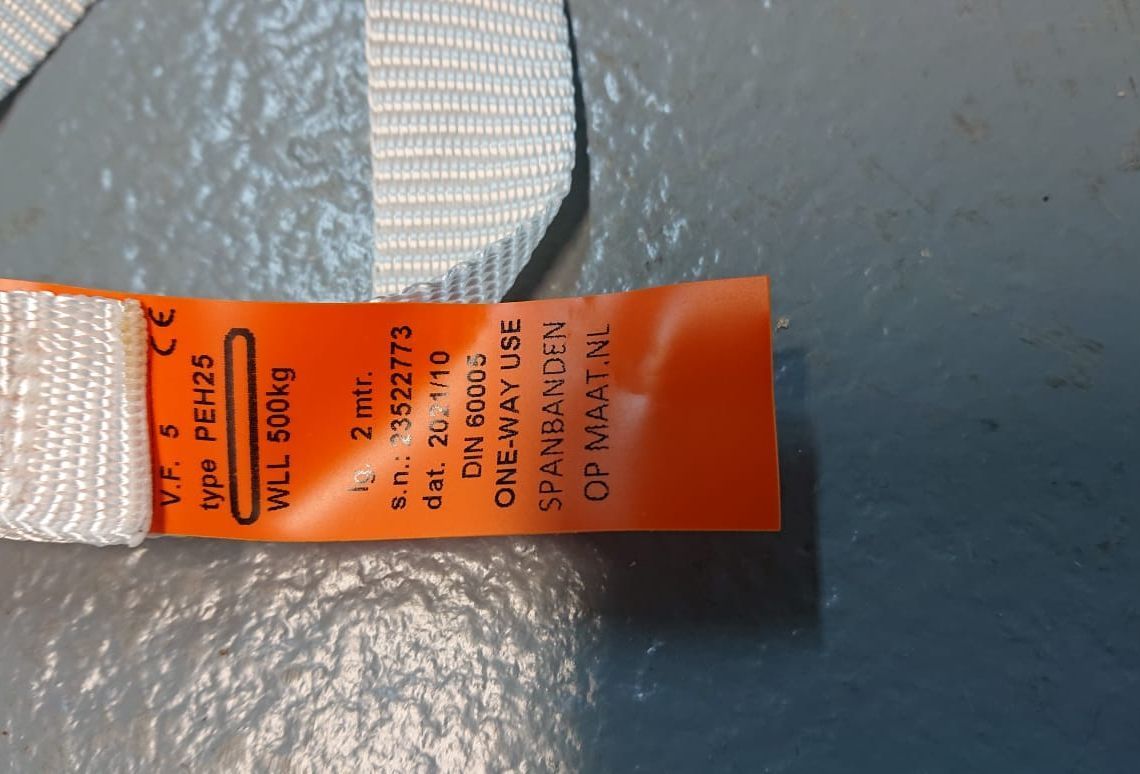 V.F. 5 CE
type PEH25
WLL 500kg
lg. 2 mtr.
s.n.: 23522773
dat. 2021/10
DIN 60005
ONE-WAY USE
SPANBANDEN
OP MAAT.NL